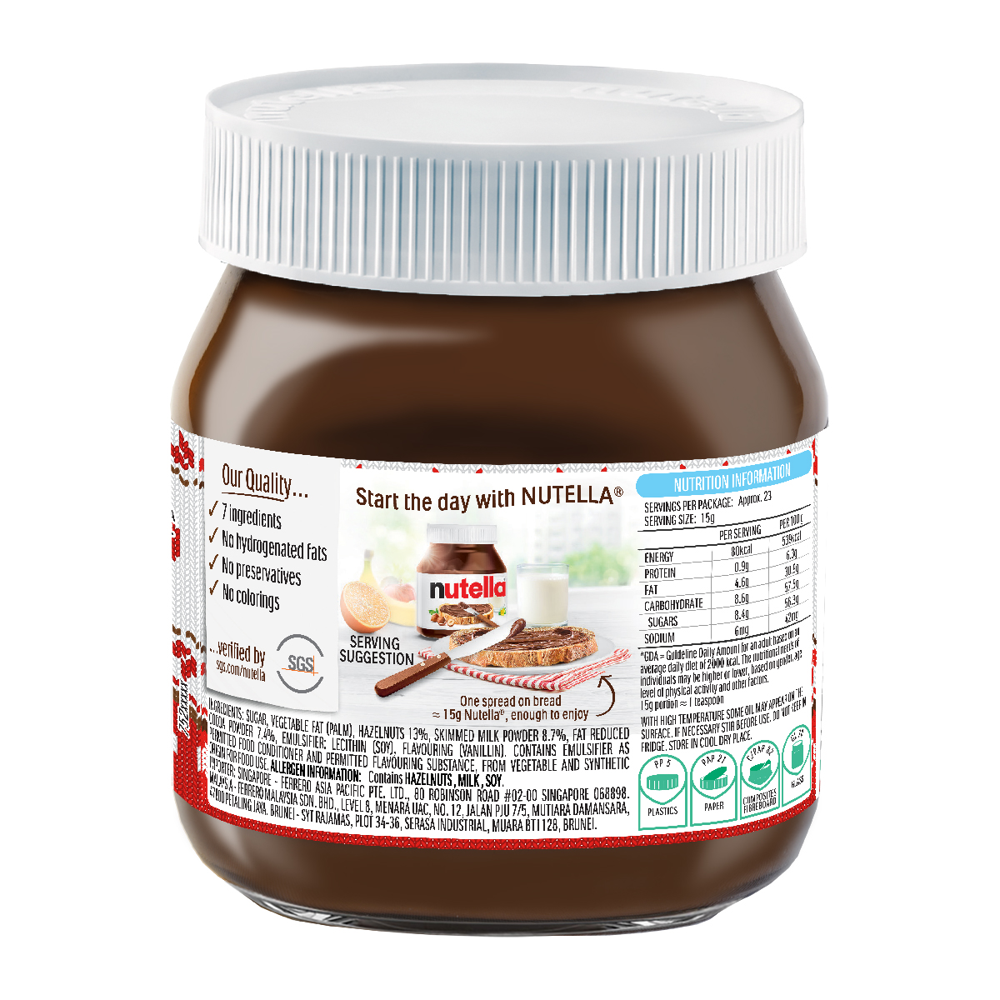 nutella
nutella
Our Quality...
✓ 7 ingredients
✓ No hydrogenated fats
✓ No preservatives
✓ No colorings
...verified by
sgs.com/nutella
SGS
Start the day with NUTELLA®
nutella
SERVING
SUGGESTION
One spread on bread
≈ 15g Nutella®, enough to enjoy
INGREDIENTS: SUGAR, VEGETABLE FAT (PALM), HAZELNUTS 13%, SKIMMED MILK POWDER 8.7%, FAT REDUCED
COCOA POWDER 7.4%, EMULSIFIER: LECITHIN (SOY), FLAVOURING (VANILLIN). CONTAINS EMULSIFIER AS
PERMITTED FOOD CONDITIONER AND PERMITTED FLAVOURING SUBSTANCE, FROM VEGETABLE AND SYNTHETIC
ORIGIN FOR FOOD USE. ALLERGEN INFORMATION: Contains HAZELNUTS, MILK, SOY.
IMPORTER: SINGAPORE - FERRERO ASIA PACIFIC PTE. LTD., 80 ROBINSON ROAD #02-00 SINGAPORE 068898.
MALAYSIA - FERRERO MALAYSIA SDN. BHD., LEVEL 8, MENARA UAC, NO. 12, JALAN PJU 7/5, MUTIARA DAMANSARA,
47800 PETALING JAYA. BRUNEI - SYT RAJAMAS, PLOT 34-36, SERASA INDUSTRIAL, MUARA BT1128, BRUNEI.
NUTRITION INFORMATION
SERVINGS PER PACKAGE: Approx. 23
SERVING SIZE: 15g
PER SERVING PER 100g
ENERGY 80kcal 539kcal
PROTEIN 0.9g 6.3g
FAT 4.6g 30.9g
CARBOHYDRATE 8.6g 57.5g
SUGARS 8.4g 56.3g
SODIUM 6mg 42mg
*GDA = Guideline Daily Amount for an adult based on an
average daily diet of 2000 kcal. The nutritional needs of
individuals may be higher or lower, based on gender, age
level of physical activity and other factors.
15g portion ≈ 1 teaspoon
WITH HIGH TEMPERATURE SOME OIL MAY APPEAR ON THE
SURFACE. IF NECESSARY STIR BEFORE USE. DO NOT KEEP IN
FRIDGE. STORE IN COOL DRY PLACE.
PP 5
PLASTICS
PAP 21
PAPER
C/PAP 82
COMPOSITES
FIBREBOARD
GLASS